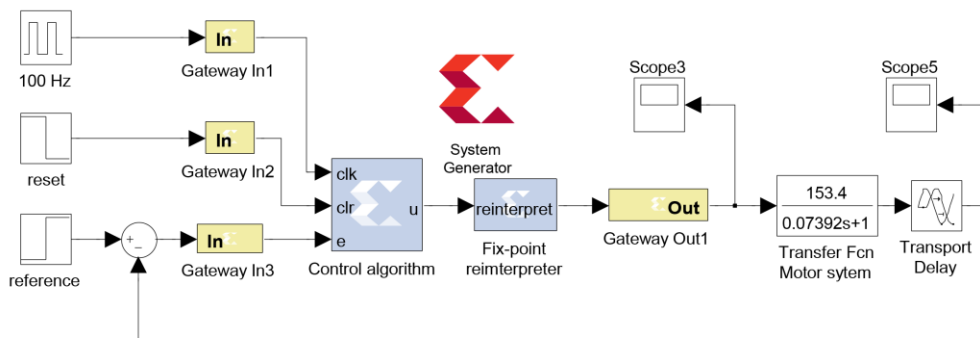 100 Hz
In
Gateway In1
reset
In
Gateway In2
reference
+
−
In
Gateway In3
clk
clr
e
u
Control algorithm
System
Generator
reinterpret
Fix-point
reimterpreter
Out
Gateway Out1
Scope3
153.4
0.07392s+1
Transfer Fcn
Motor sytem
Transport
Delay
Scope5